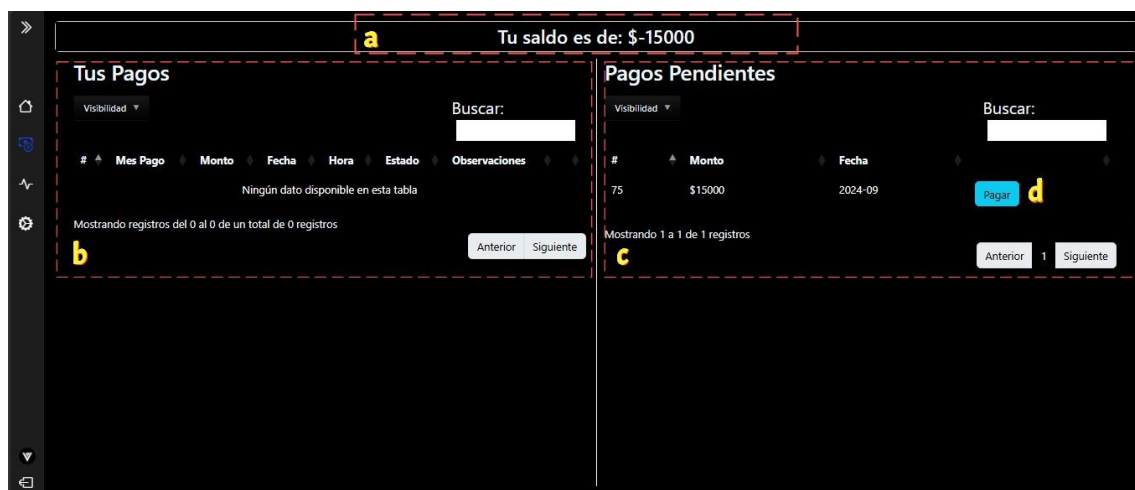 a Tu saldo es de: $-15000
Tus Pagos
Visibilidad
Buscar:
# Mes Pago Monto Fecha Hora Estado Observaciones
Ningún dato disponible en esta tabla
Mostrando registros del 0 al 0 de un total de 0 registros
b
Anterior Siguiente
Pagos Pendientes
Visibilidad
Buscar:
# Monto Fecha
75 $15000 2024-09 Pagar d
Mostrando 1 a 1 de 1 registros
c
Anterior 1 Siguiente